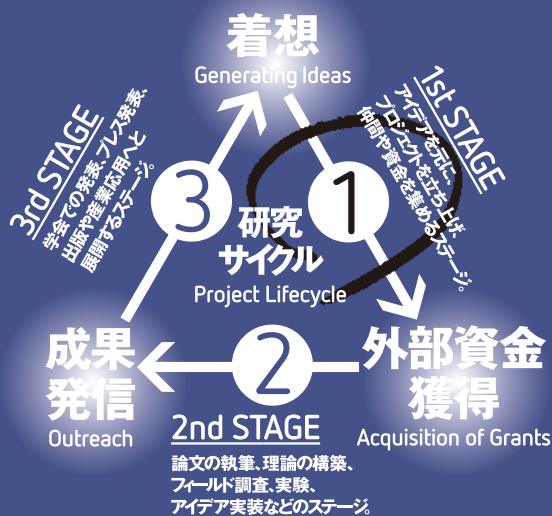 着想
Generating Ideas
1st STAGE
アイデアを元に、
プロジェクトを立ち上げ、
仲間や資金を集めるステージ。
1
研究
サイクル
Project Lifecycle
外部資金
獲得
Acquisition of Grants
2
2nd STAGE
論文の執筆、理論の構築、
フィールド調査、実験、
アイデア実装などのステージ。
成果
発信
Outreach
3
3rd STAGE
学会での発表、プレス発表、
出版や産業応用へと
展開するステージ。